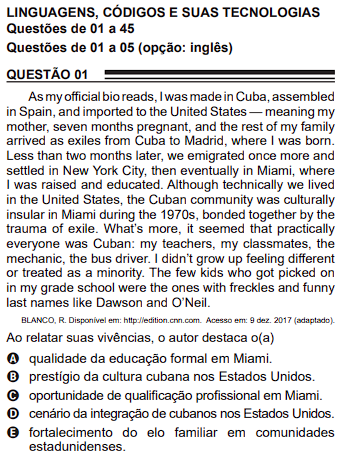 LINGUAGENS, CÓDIGOS E SUAS TECNOLOGIAS
Questões de 01 a 45
Questões de 01 a 05 (opção: inglês)
QUESTÃO 01
As my official bio reads, I was made in Cuba, assembled
in Spain, and imported to the United States — meaning my
mother, seven months pregnant, and the rest of my family
arrived as exiles from Cuba to Madrid, where I was born.
Less than two months later, we emigrated once more and
settled in New York City, then eventually in Miami, where
I was raised and educated. Although technically we lived
in the United States, the Cuban community was culturally
insular in Miami during the 1970s, bonded together by the
trauma of exile. What’s more, it seemed that practically
everyone was Cuban: my teachers, my classmates, the
mechanic, the bus driver. I didn’t grow up feeling different
or treated as a minority. The few kids who got picked on
in my grade school were the ones with freckles and funny
last names like Dawson and O’Neil.
BLANCO, R. Disponível em: http://edition.cnn.com. Acesso em: 9 dez. 2017 (adaptado).
Ao relatar suas vivências, o autor destaca o(a)
A qualidade da educação formal em Miami.
B prestígio da cultura cubana nos Estados Unidos.
C oportunidade de qualificação profissional em Miami.
D cenário da integração de cubanos nos Estados Unidos.
E fortalecimento do elo familiar em comunidades
estadunidenses.